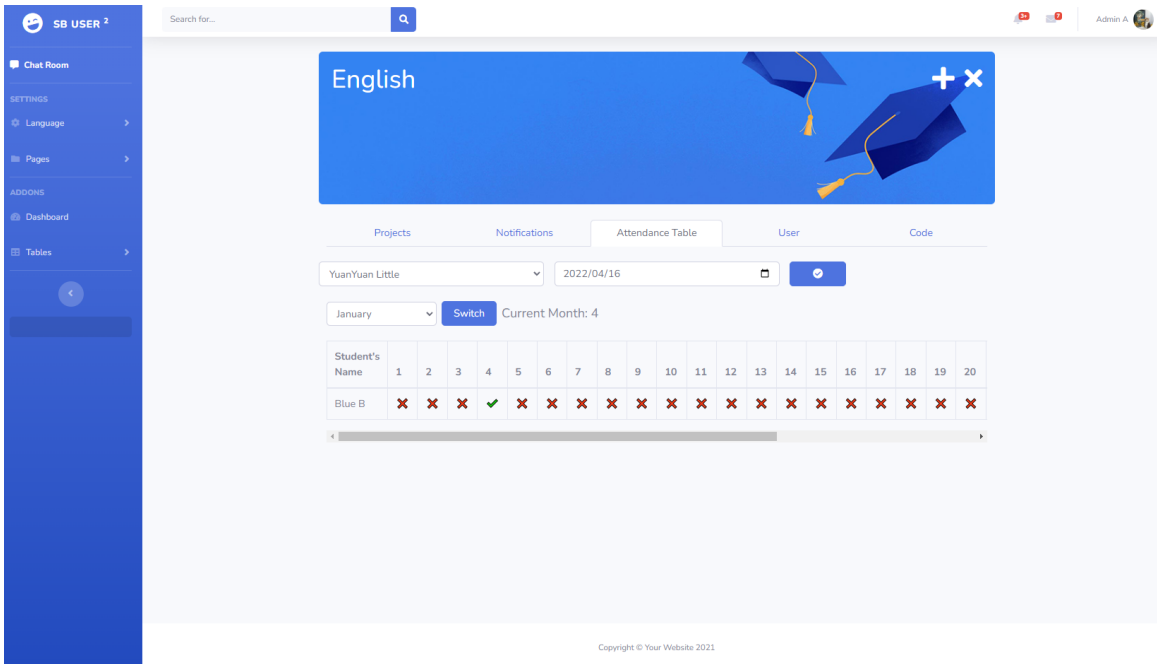 SB USER 2
Search for...
3+
7
Admin A
Chat Room
SETTINGS
Language
Pages
ADDONS
Dashboard
Tables
English
Projects Notifications Attendance Table User Code
YuanYuan Little 2022/04/16
January Switch Current Month: 4
Student's
Name 1 2 3 4 5 6 7 8 9 10 11 12 13 14 15 16 17 18 19 20
Blue B
Copyright © Your Website 2021